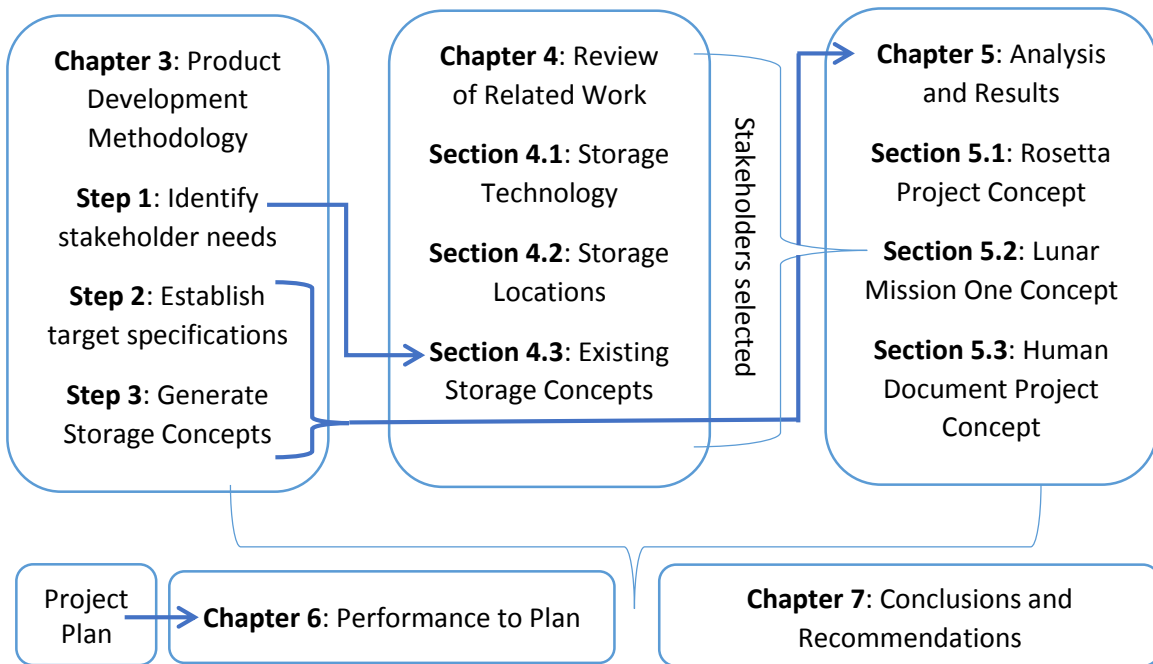 Chapter 3: Product
Development
Methodology
Step 1: Identify
stakeholder needs
Step 2: Establish
target specifications
Step 3: Generate
Storage Concepts
Chapter 4: Review
of Related Work
Section 4.1: Storage
Technology
Section 4.2: Storage
Locations
Section 4.3: Existing
Storage Concepts
Stakeholders selected
Chapter 5: Analysis
and Results
Section 5.1: Rosetta
Project Concept
Section 5.2: Lunar
Mission One Concept
Section 5.3: Human
Document Project
Concept
Project
Plan
Chapter 6: Performance to Plan
Chapter 7: Conclusions and
Recommendations